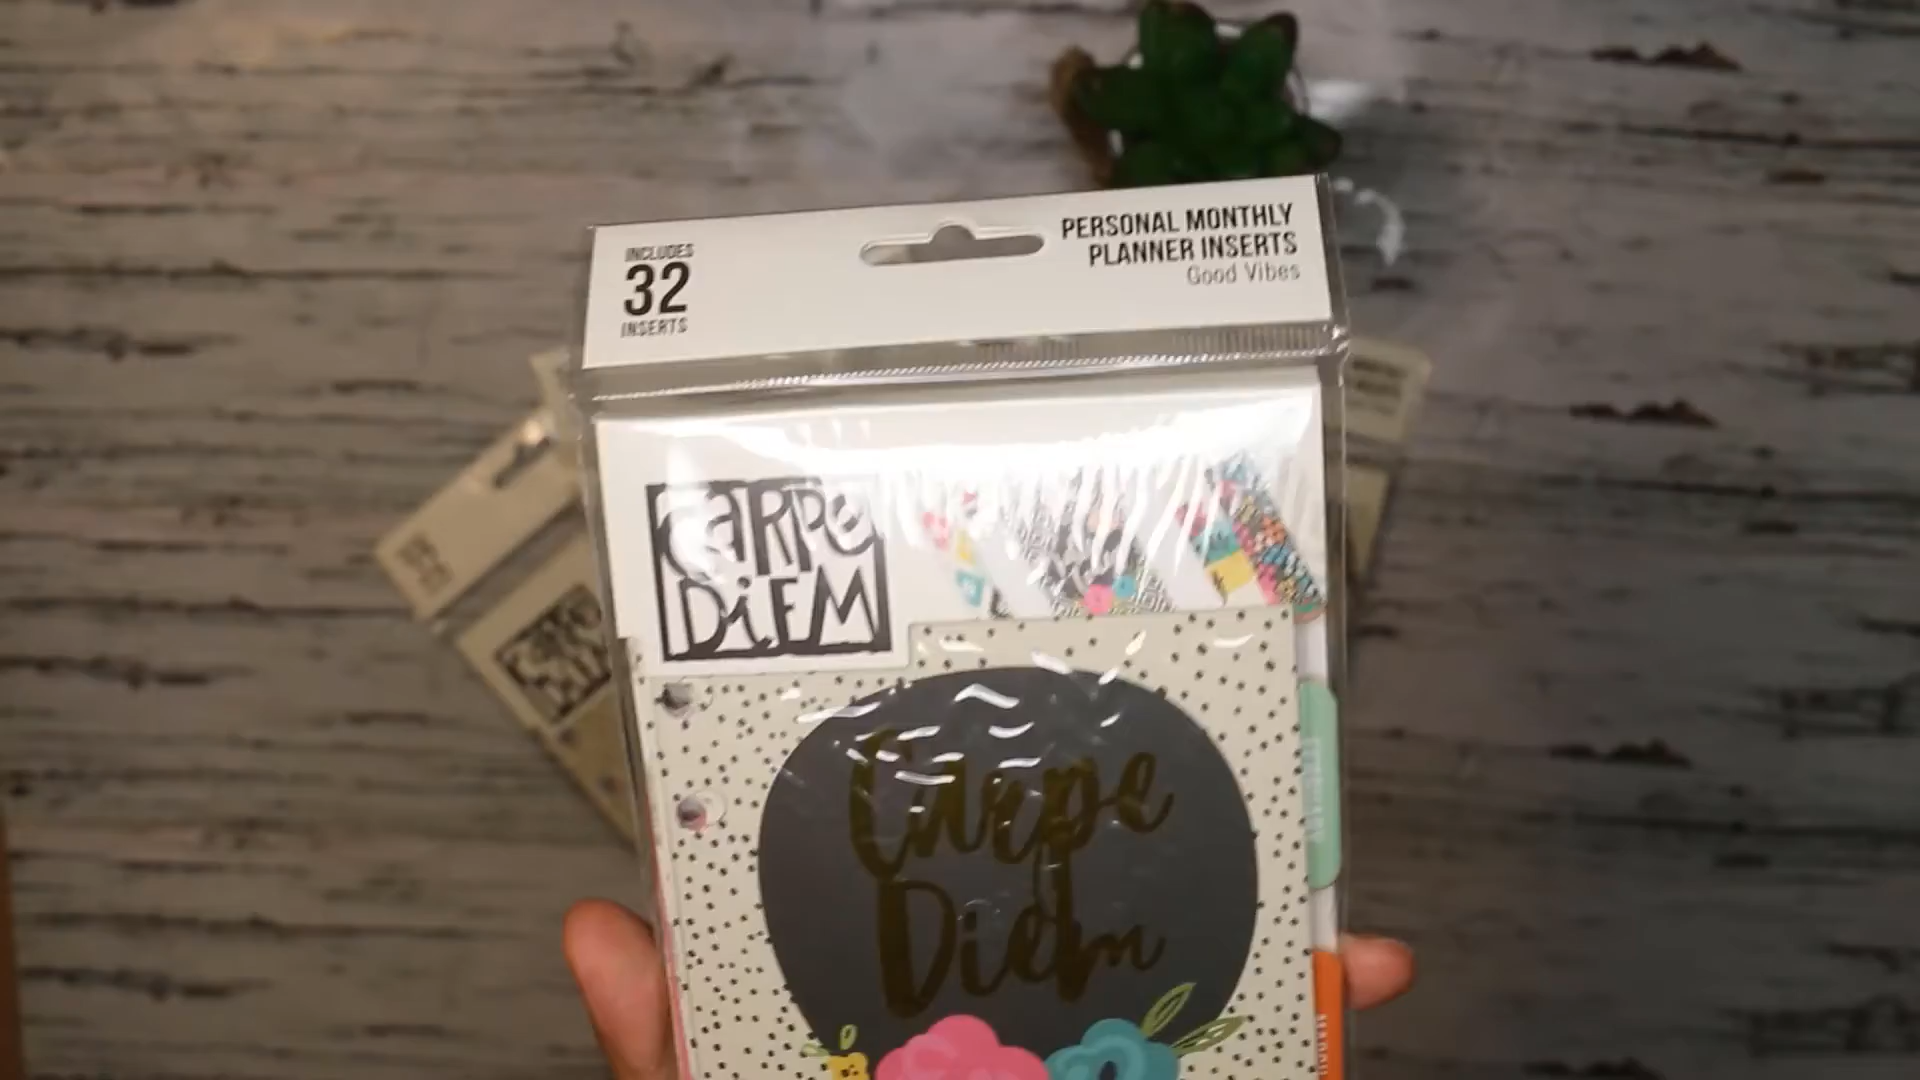 INCLUDES
32
INSERTS
PERSONAL MONTHLY
PLANNER INSERTS
Good Vibes
CARPE
DiEM
Carpe
Diem